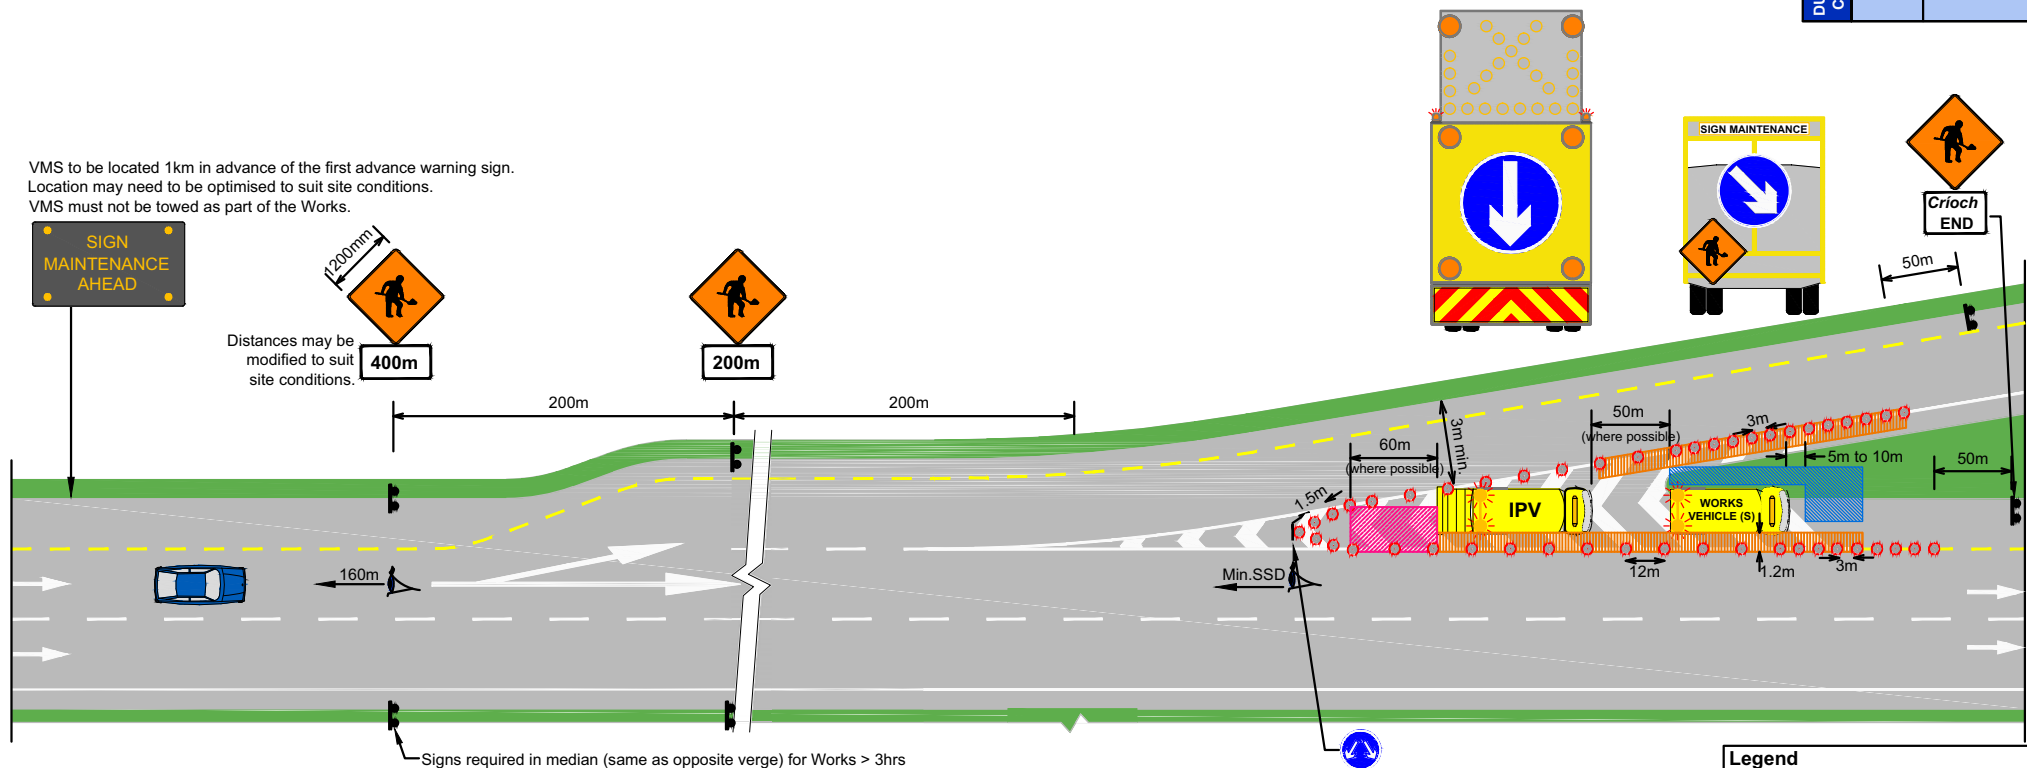 DU
C
VMS to be located 1km in advance of the first advance warning sign.
Location may need to be optimised to suit site conditions.
VMS must not be towed as part of the Works.
SIGN
MAINTENANCE
AHEAD
1200mm
Distances may be
modified to suit
site conditions.
400m
200m
200m
200m
SIGN MAINTENANCE
Críoch
END
50m
3m min.
60m
(where possible)
50m
(where possible)
3m
5m to 10m
50m
1.5m
IPV
WORKS
VEHICLE (S)
160m
Min.SSD
12m
1.2m
3m
Signs required in median (same as opposite verge) for Works > 3hrs
Legend